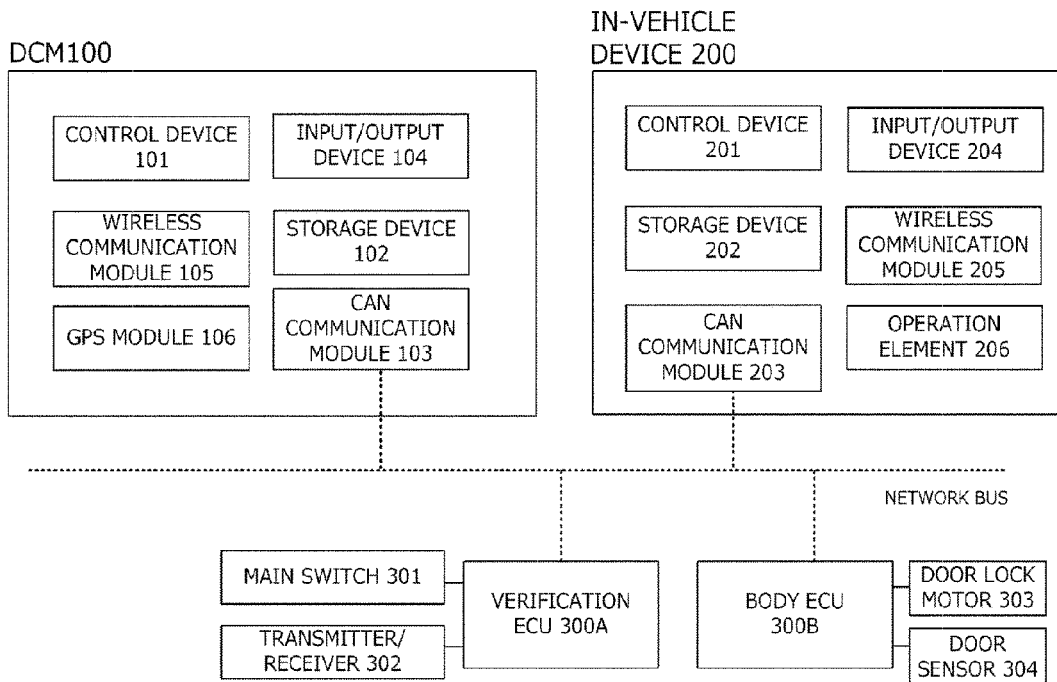 DCM100
CONTROL DEVICE
101
INPUT/OUTPUT
DEVICE 104
WIRELESS
COMMUNICATION
MODULE 105
STORAGE DEVICE
102
GPS MODULE 106
CAN
COMMUNICATION
MODULE 103
IN-VEHICLE
DEVICE 200
CONTROL DEVICE
201
INPUT/OUTPUT
DEVICE 204
STORAGE DEVICE
202
WIRELESS
COMMUNICATION
MODULE 205
CAN
COMMUNICATION
MODULE 203
OPERATION
ELEMENT 206
NETWORK BUS
MAIN SWITCH 301
TRANSMITTER/
RECEIVER 302
VERIFICATION
ECU 300A
BODY ECU
300B
DOOR LOCK
MOTOR 303
DOOR
SENSOR 304